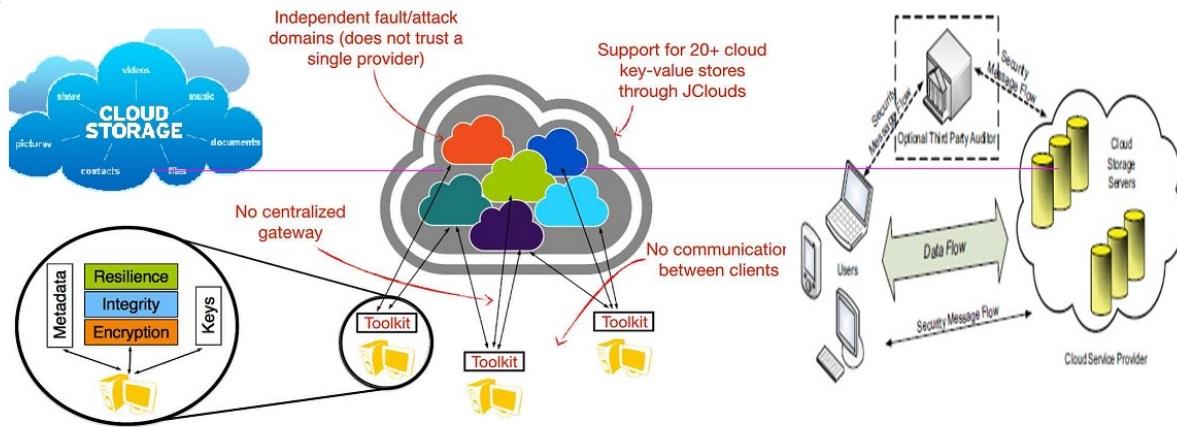 videos
share
music
CLOUD
STORAGE
pictures
documents
contacts
files
Independent fault/attack
domains (does not trust a
single provider)
Support for 20+ cloud
key-value stores
through JClouds
No centralized
gateway
No communication
between clients
Toolkit
Toolkit
Toolkit
Metadata
Resilience
Integrity
Encryption
Keys
Security
Message Flow
Security
Message Flow
Optional Third Party Auditor
Cloud
Storage
Servers
Users
Data Flow
Security Message Flow
Cloud Service Provider